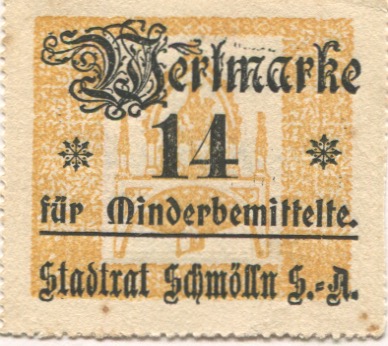 Wertmarke
14
für Minderbemittelte.
Stadtrat Schmölln S.-A.